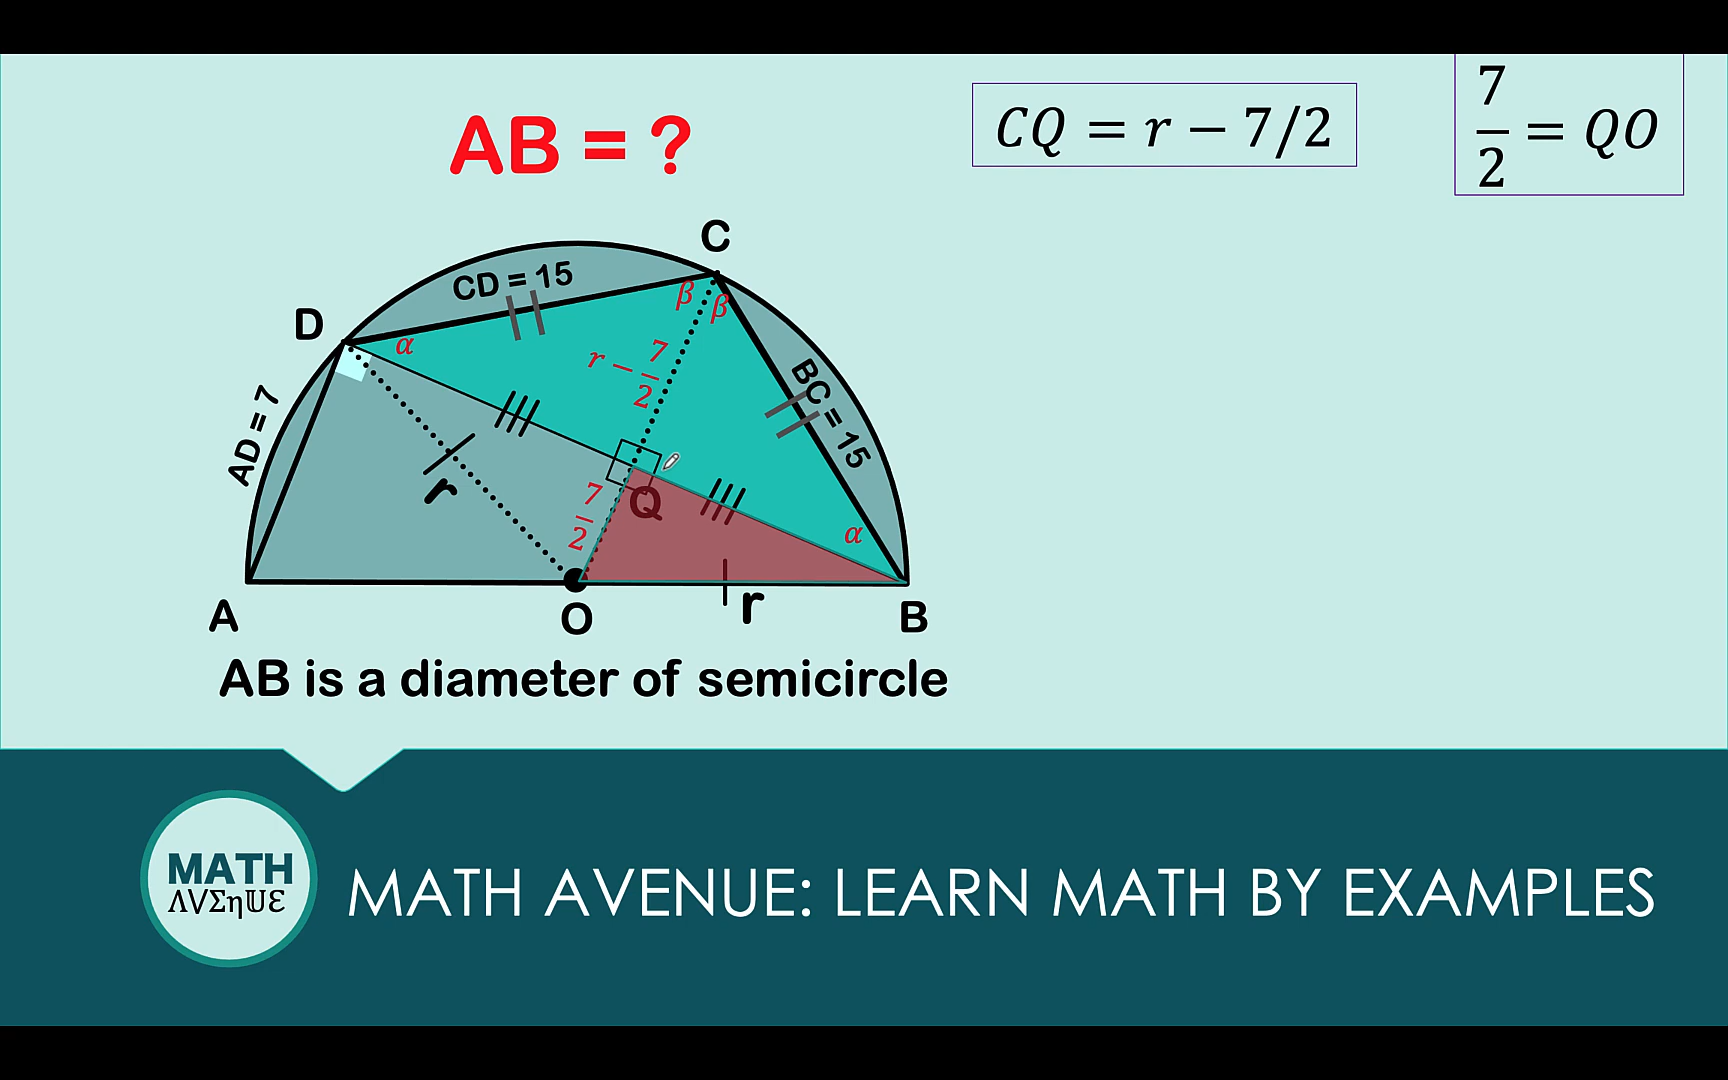 AB = ?
CQ = r − 7/2
7/2 = QO
C
CD = 15
D
β
β
α
r − 7/2
BC = 15
AD = 7
r
7/2
Q
α
r
A
O
B
AB is a diameter of semicircle
MATH
ΛVΣηUΕ
MATH AVENUE: LEARN MATH BY EXAMPLES